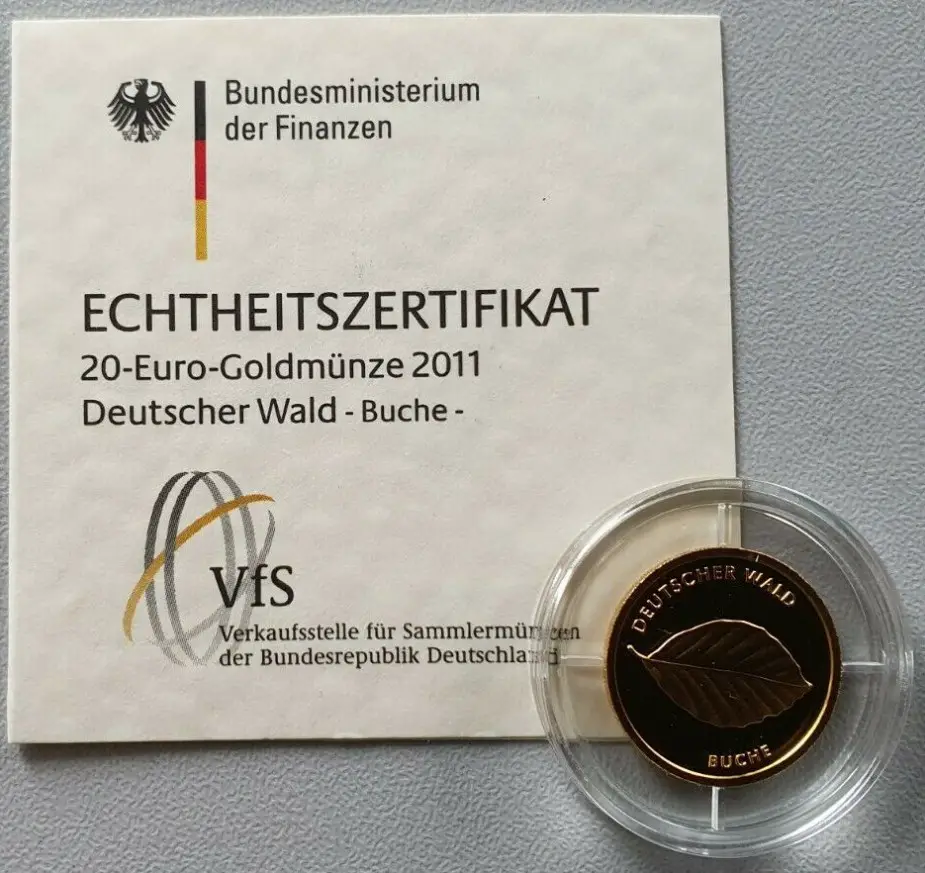 Bundesministerium
der Finanzen
ECHTHEITSZERTIFIKAT
20-Euro-Goldmünze 2011
Deutscher Wald - Buche -
VfS
Verkaufsstelle für Sammlermünzen
der Bundesrepublik Deutschland
DEUTSCHER WALD
BUCHE